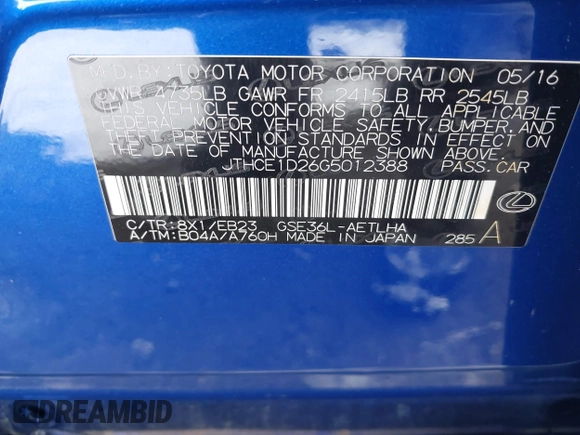 MFD.BY:TOYOTA MOTOR CORPORATION 05/16
GVWR 4735LB GAWR FR 2415LB RR 2545LB
THIS VEHICLE CONFORMS TO ALL APPLICABLE
FEDERAL MOTOR VEHICLE SAFETY,BUMPER,AND
THEFT PREVENTION STANDARDS IN EFFECT ON
THE DATE OF MANUFACTURE SHOWN ABOVE.
JTHCE1D26G5012388 PASS.CAR
C/TR:8X1/EB23 GSE36L-AETLHA
A/TM:B04A/A760H MADE IN JAPAN 285 A
DREAMBID